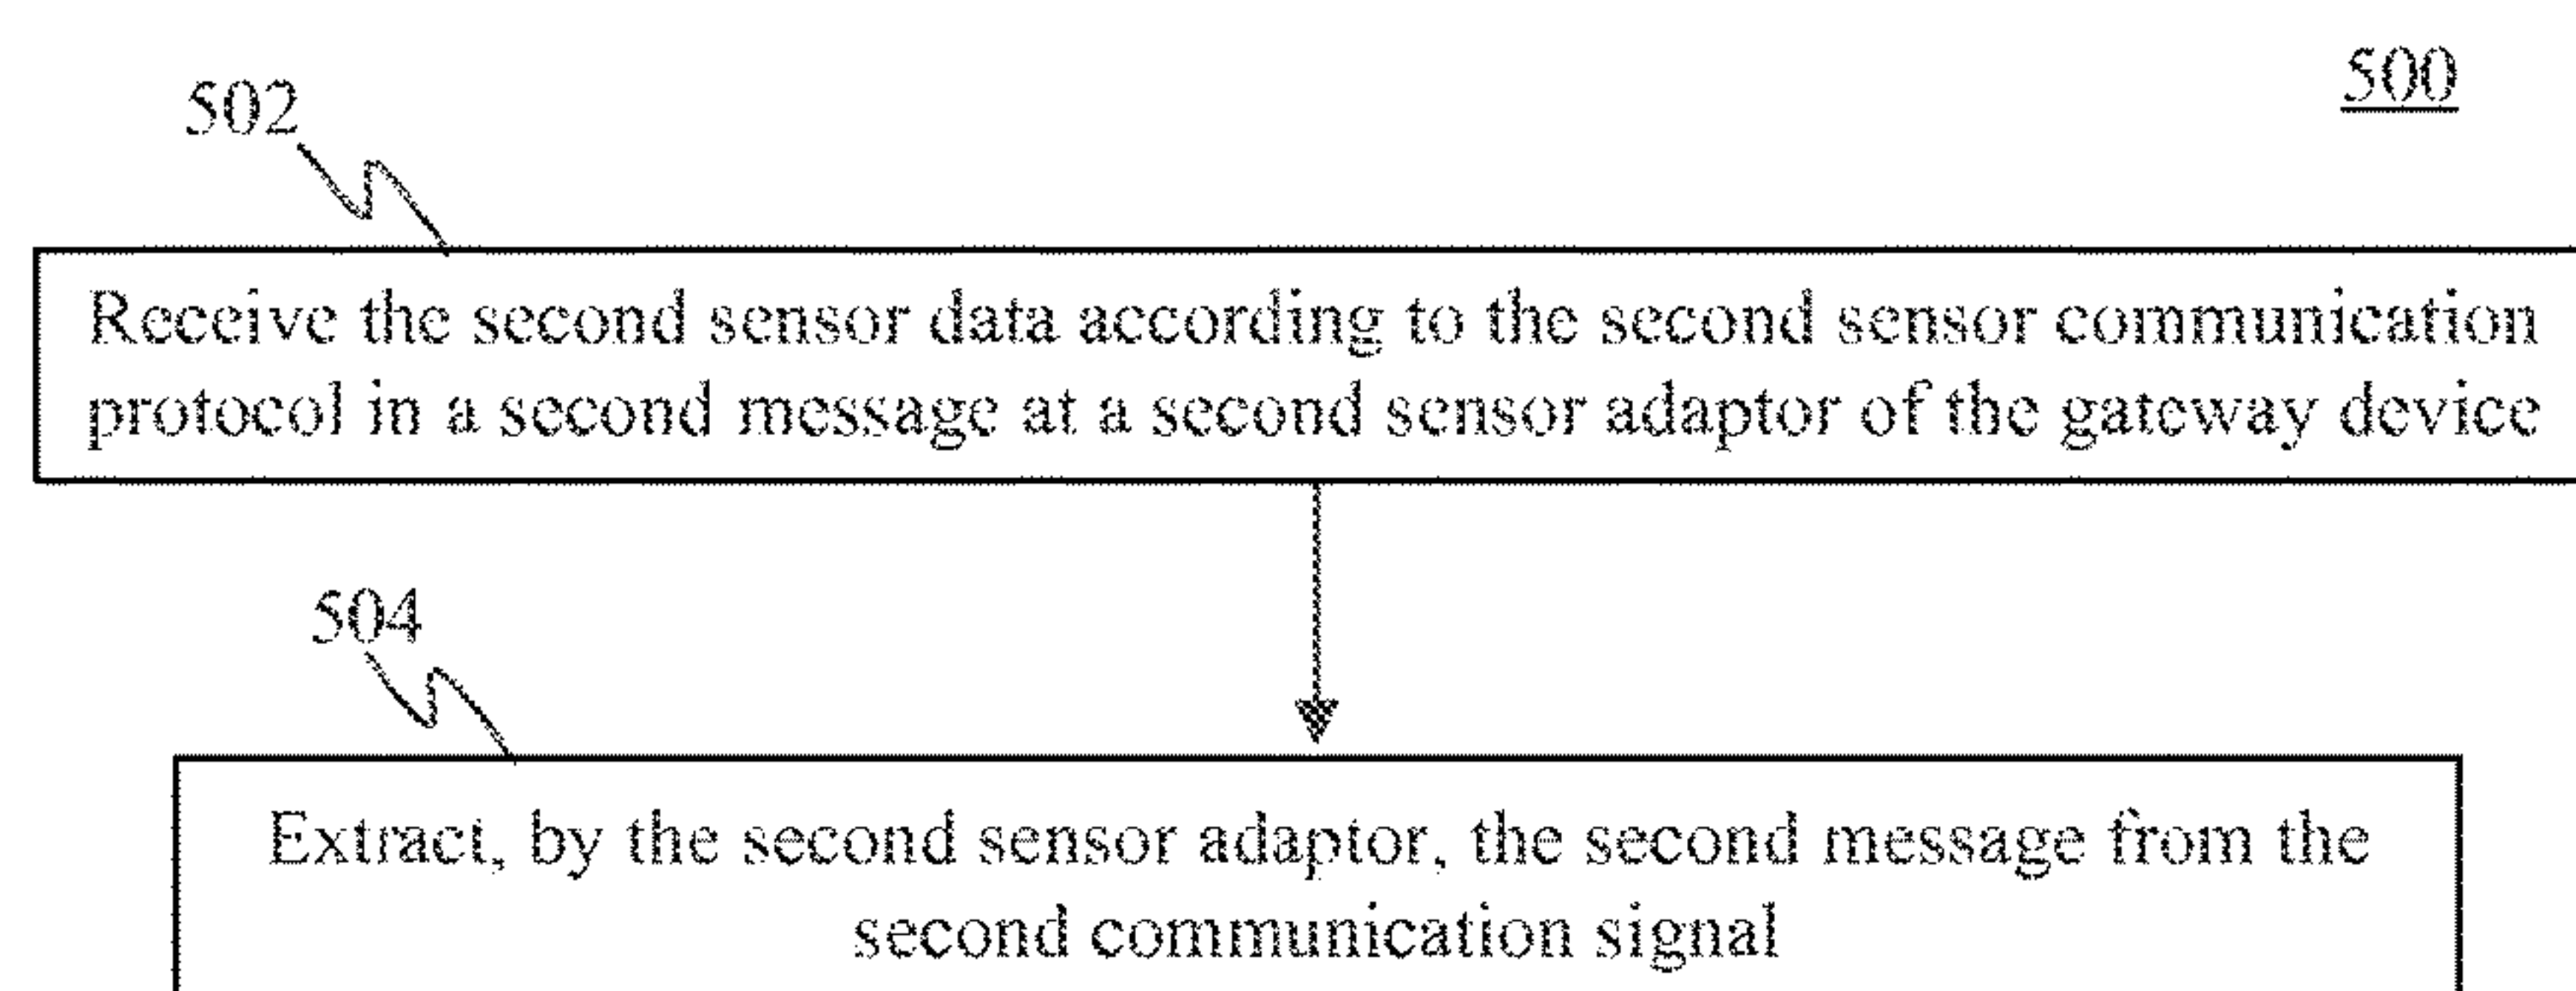 500
502
Receive the second sensor data according to the second sensor communication
protocol in a second message at a second sensor adaptor of the gateway device
504
Extract, by the second sensor adaptor, the second message from the
second communication signal